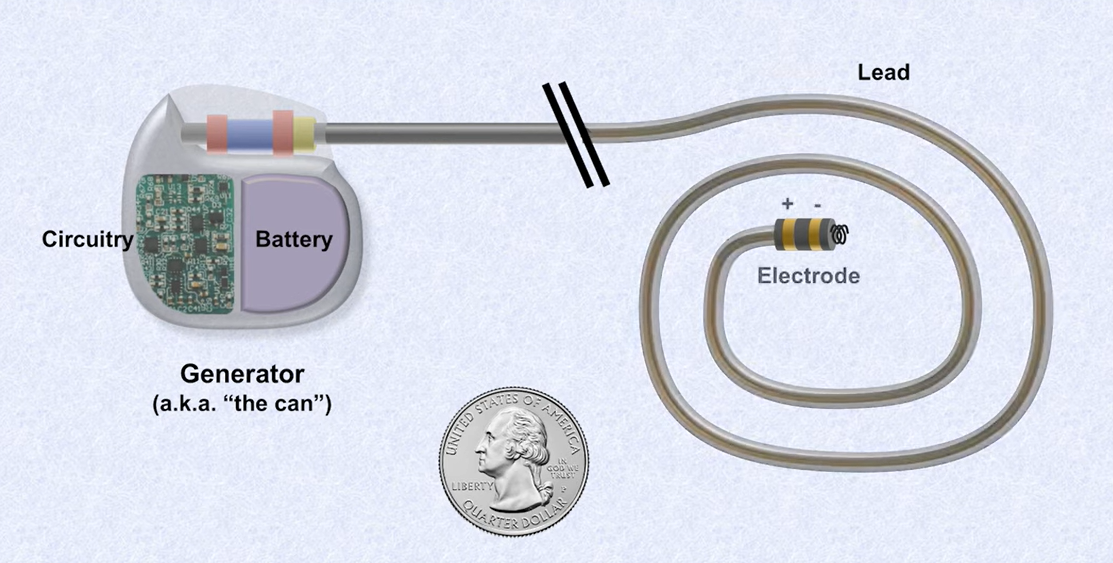 Lead
+ -
Circuitry
Battery
Electrode
Generator
(a.k.a. “the can”)
UNITED STATES OF AMERICA
IN
GOD WE
TRUST
LIBERTY
P
QUARTER DOLLAR